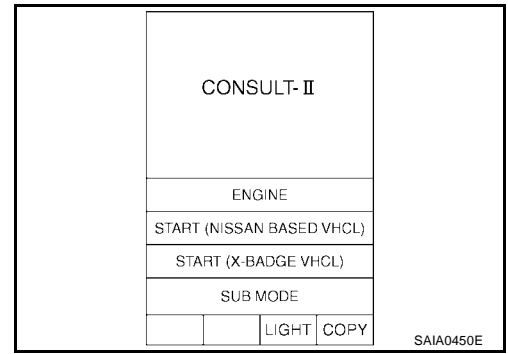 CONSULT-Ⅱ
ENGINE
START (NISSAN BASED VHCL)
START (X-BADGE VHCL)
SUB MODE
LIGHT COPY
SAIA0450E